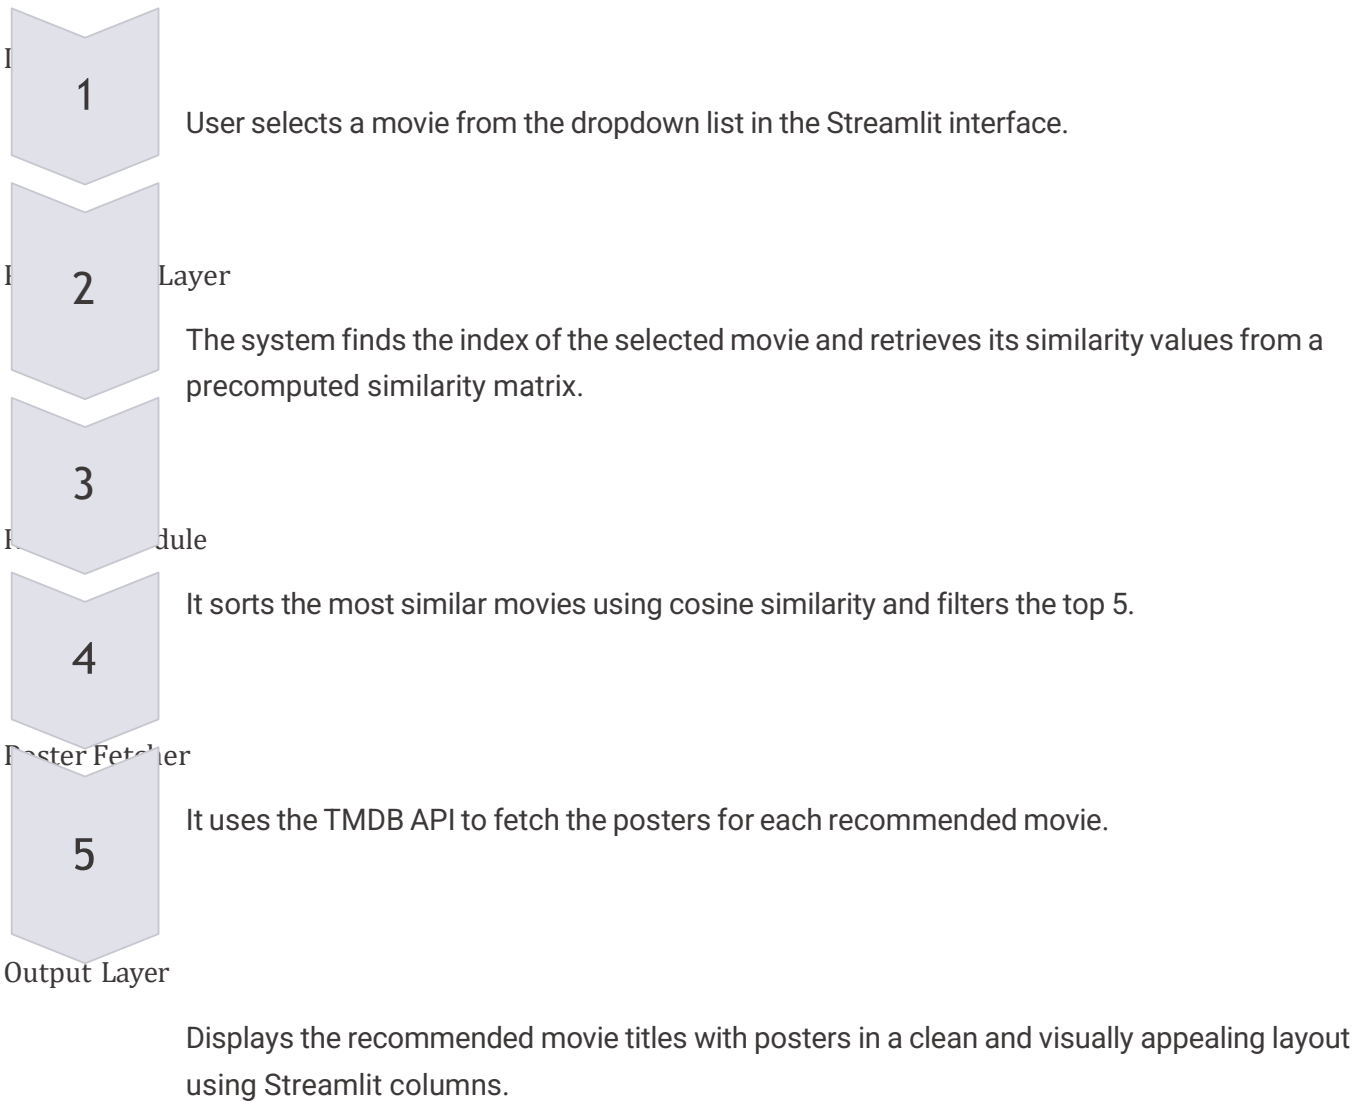 1
User selects a movie from the dropdown list in the Streamlit interface.
2
Layer
The system finds the index of the selected movie and retrieves its similarity values from a
precomputed similarity matrix.
3
It sorts the most similar movies using cosine similarity and filters the top 5.
4
Poster Fetcher
It uses the TMDB API to fetch the posters for each recommended movie.
5
Output Layer
Displays the recommended movie titles with posters in a clean and visually appealing layout
using Streamlit columns.